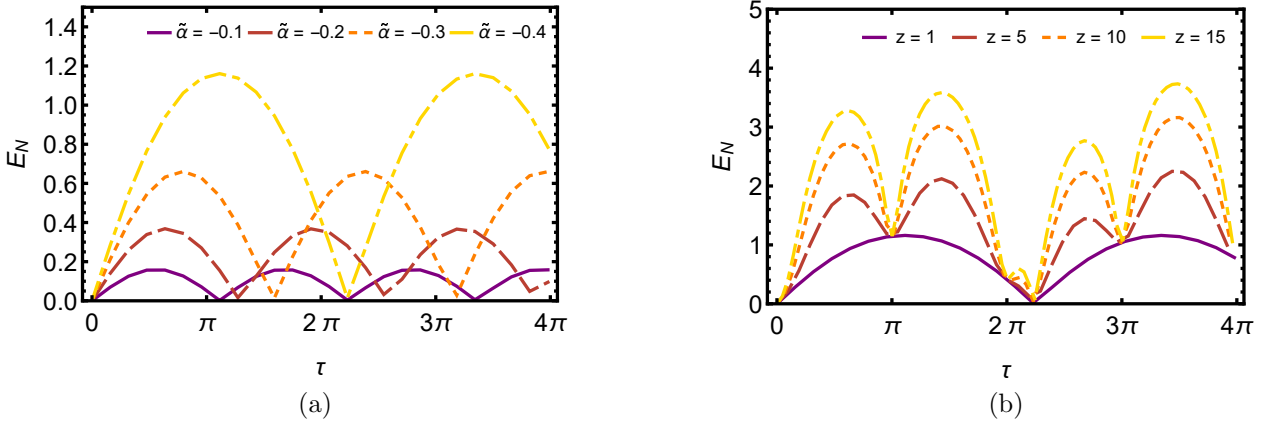 α̃ = −0.1 α̃ = −0.2 α̃ = −0.3 α̃ = −0.4
1.4
1.2
1.0
0.8
0.6
0.4
0.2
0.0
E_N
0 π 2π 3π 4π
τ
(a)
z = 1 z = 5 z = 10 z = 15
5
4
3
2
1
0
E_N
0 π 2π 3π 4π
τ
(b)